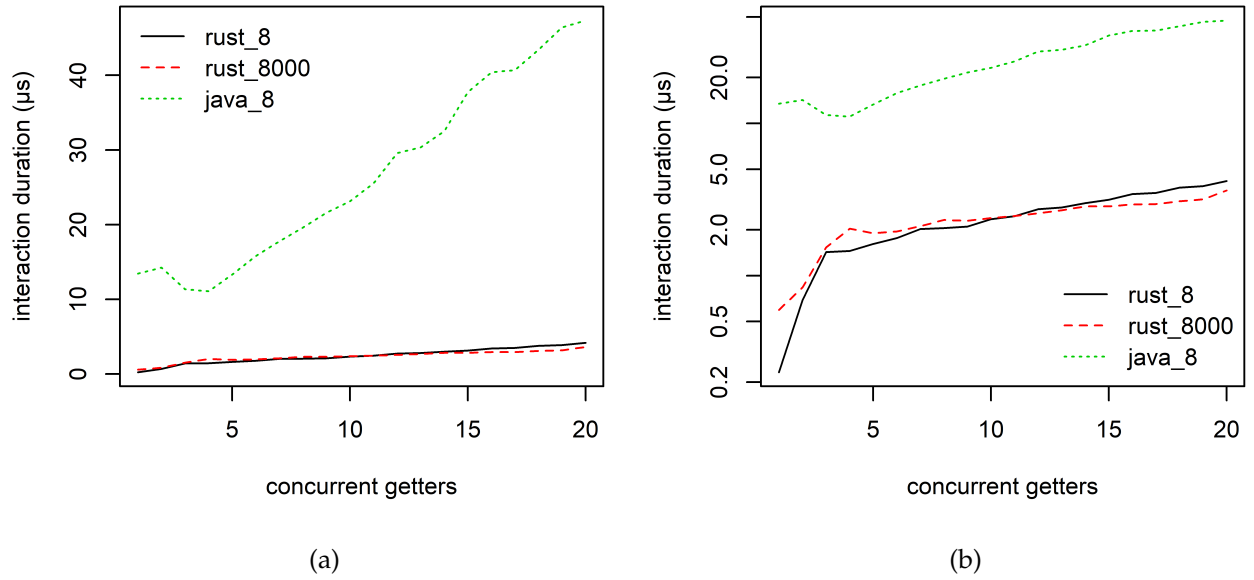 rust_8
rust_8000
java_8
interaction duration (µs)
40
30
20
10
0
5
10
15
20
concurrent getters
(a)
interaction duration (µs)
20.0
5.0
2.0
0.5
0.2
rust_8
rust_8000
java_8
5
10
15
20
concurrent getters
(b)